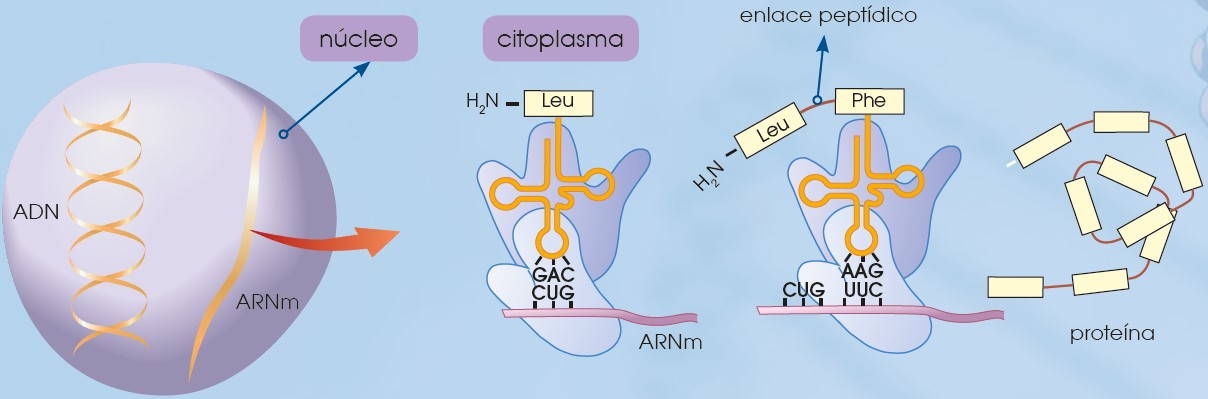 núcleo
citoplasma
enlace peptídico
ADN
ARNm
H₂N
Leu
GAC
CUG
ARNm
H₂N
Leu
Phe
CUG
AAG
UUC
proteína